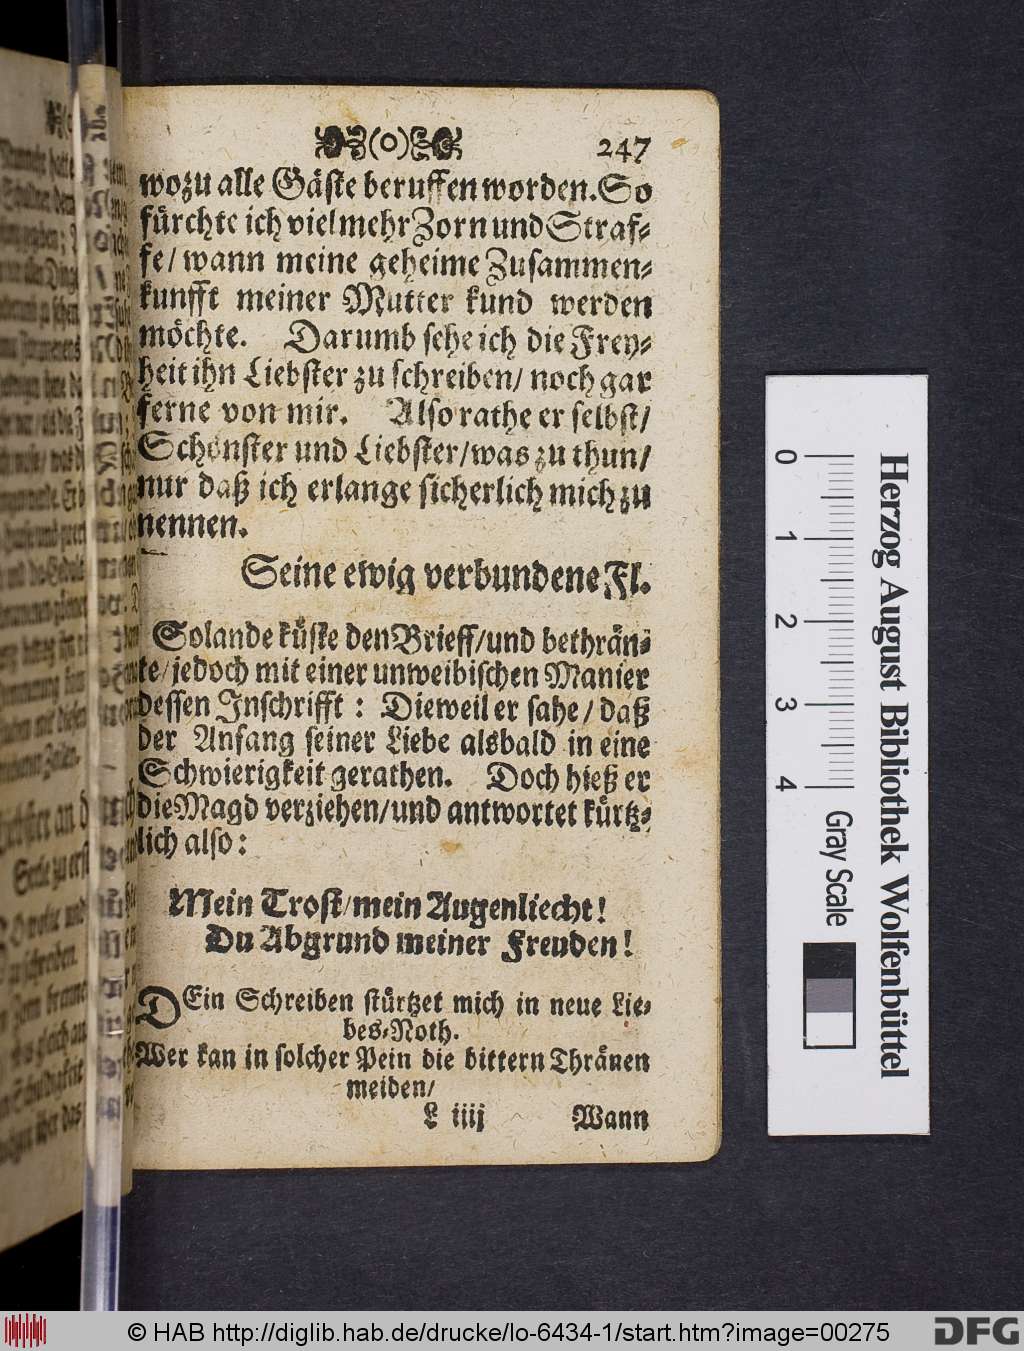 (o) 247
wozu alle Gäste beruffen worden. So
fürchte ich vielmehr Zorn und Straf-
fe/ wann meine geheime Zusammen-
kunfft meiner Mutter kund werden
möchte. Darumb sehe ich die Frey-
heit ihn Liebster zu schreiben/ noch gar
ferne von mir. Also rathe er selbst/
Schönster und Liebster/ was zu thun/
nur daß ich erlange sicherlich mich zu
nennen.
Seine ewig verbundene Fl.
Solande küste den Brieff/ und bethrän-
te/ jedoch mit einer unweibischen Manier
dessen Inschrifft: Dieweil er sahe/ daß
der Anfang seiner Liebe alsbald in eine
Schwierigkeit gerathen. Doch hieß er
die Magd verziehen/ und antwortet kürtz-
lich also:
Mein Trost/ mein Augenliecht!
Du Abgrund meiner Freuden!
DEin Schreiben stürtzet mich in neue Lie-
bes-Noth.
Wer kan in solcher Pein die bittern Thränen
meiden/
L iiij Wann
0 1 2 3 4
Gray Scale
Herzog August Bibliothek Wolfenbüttel
© HAB http://diglib.hab.de/drucke/lo-6434-1/start.htm?image=00275
DFG